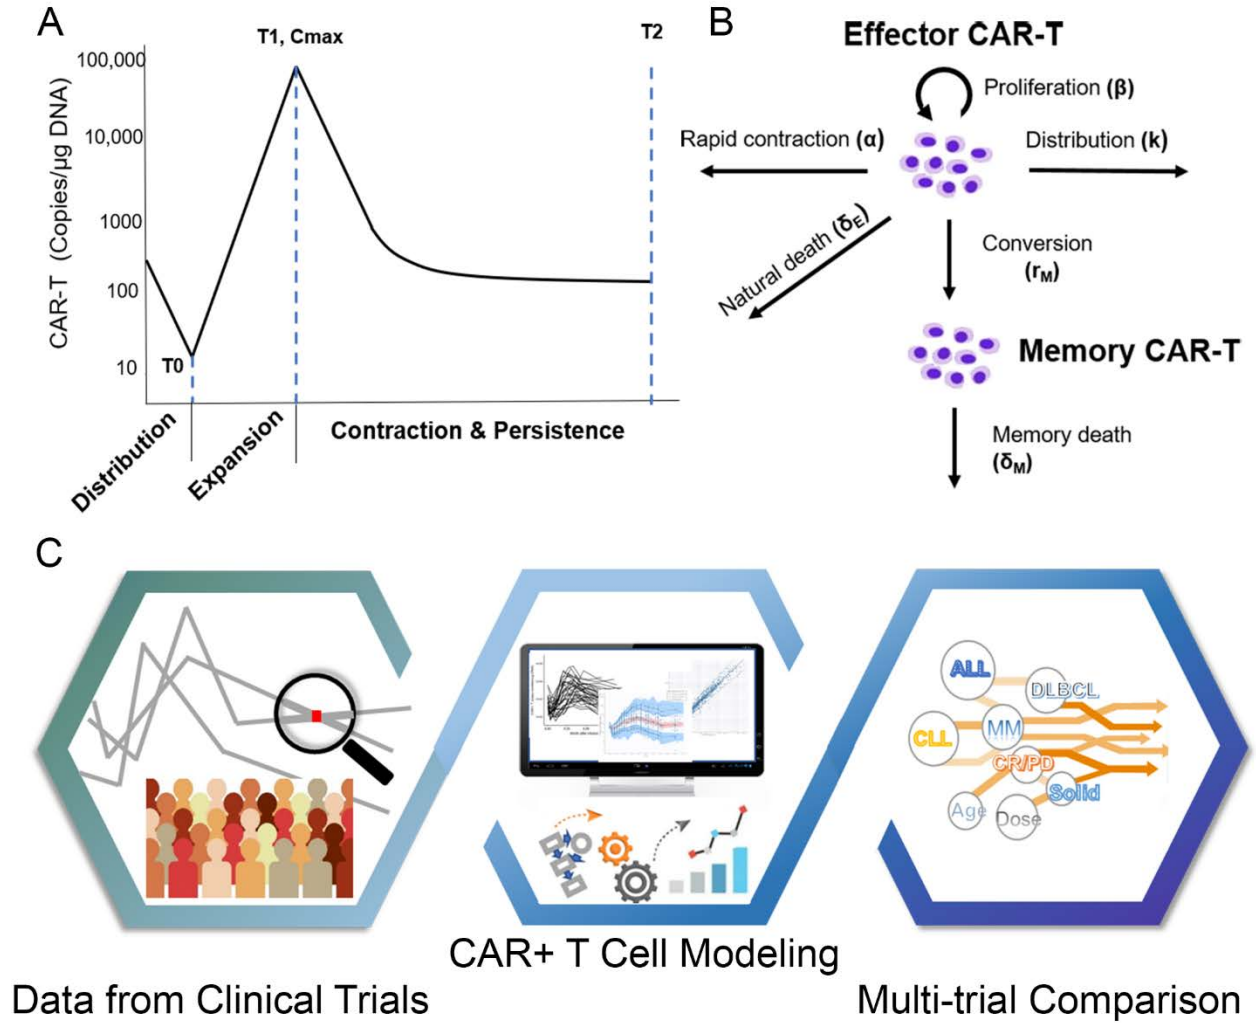 A
T1, Cmax
T2
CAR-T (Copies/µg DNA)
100,000
10,000
1000
100
10
T0
Distribution
Expansion
Contraction & Persistence
B
Effector CAR-T
Proliferation (β)
Rapid contraction (α)
Distribution (k)
Natural death (δE)
Conversion
(rM)
Memory CAR-T
Memory death
(δM)
C
ALL
DLBCL
CLL
MM
CR/PD
Solid
Age
Dose
CAR+ T Cell Modeling
Data from Clinical Trials
Multi-trial Comparison